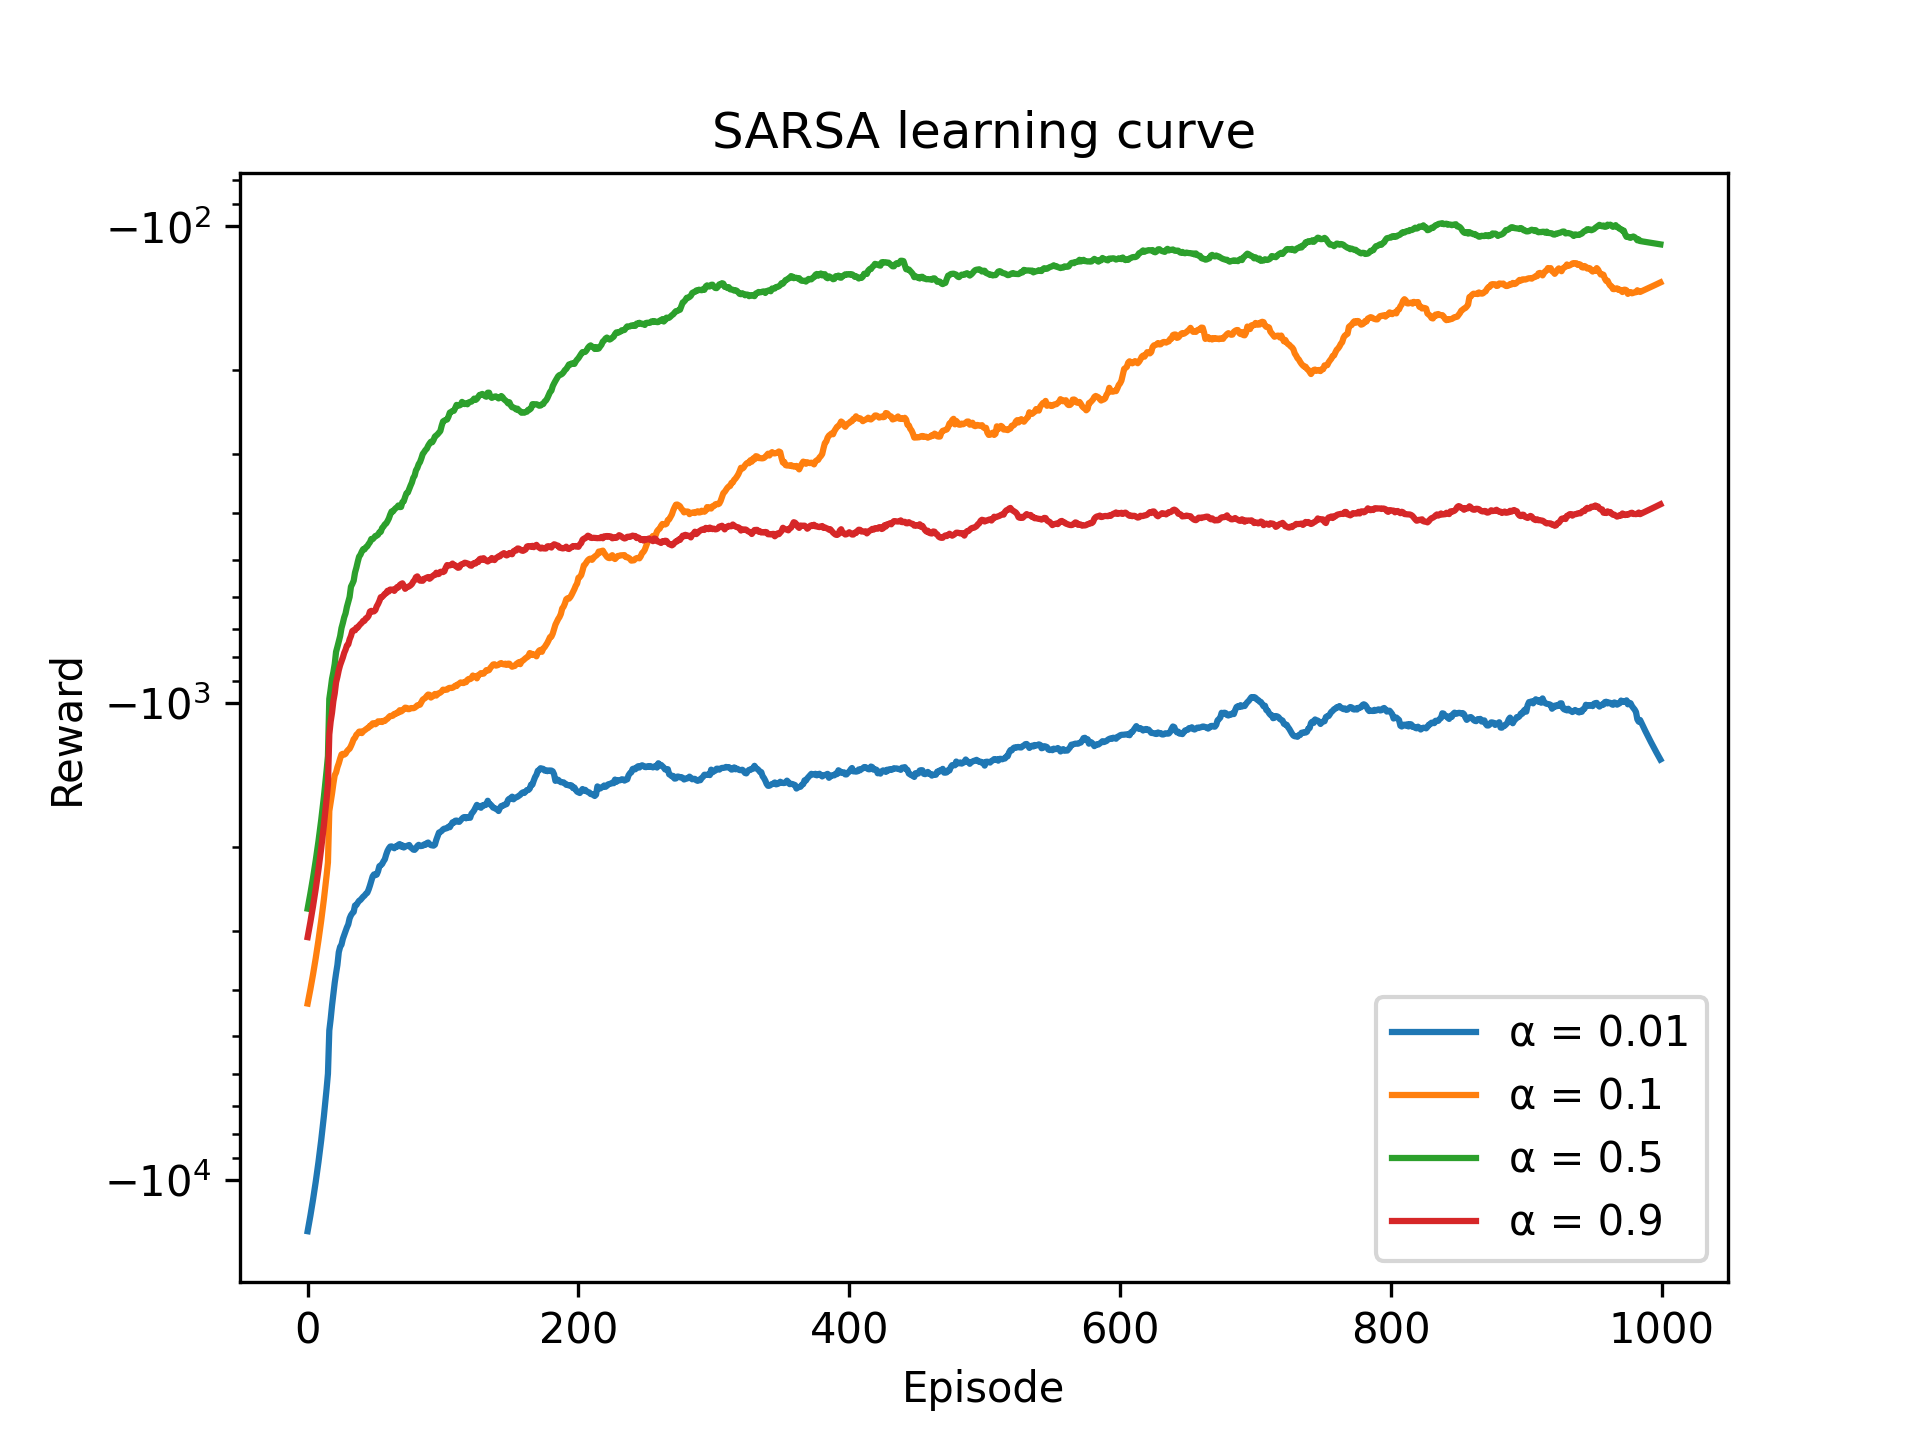 SARSA learning curve
−10²
−10³
−10⁴
Reward
0 200 400 600 800 1000
Episode
α = 0.01
α = 0.1
α = 0.5
α = 0.9